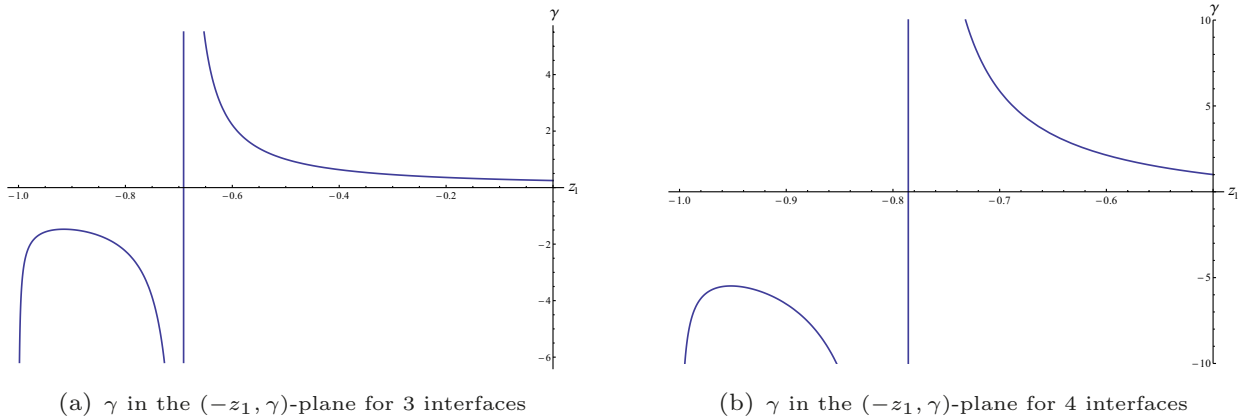 γ
4
2
-1.0 -0.8 -0.6 -0.4 -0.2 z₁
-2
-4
-6
(a) γ in the (−z₁, γ)-plane for 3 interfaces
γ
10
5
-1.0 -0.9 -0.8 -0.7 -0.6 z₁
-5
-10
(b) γ in the (−z₁, γ)-plane for 4 interfaces